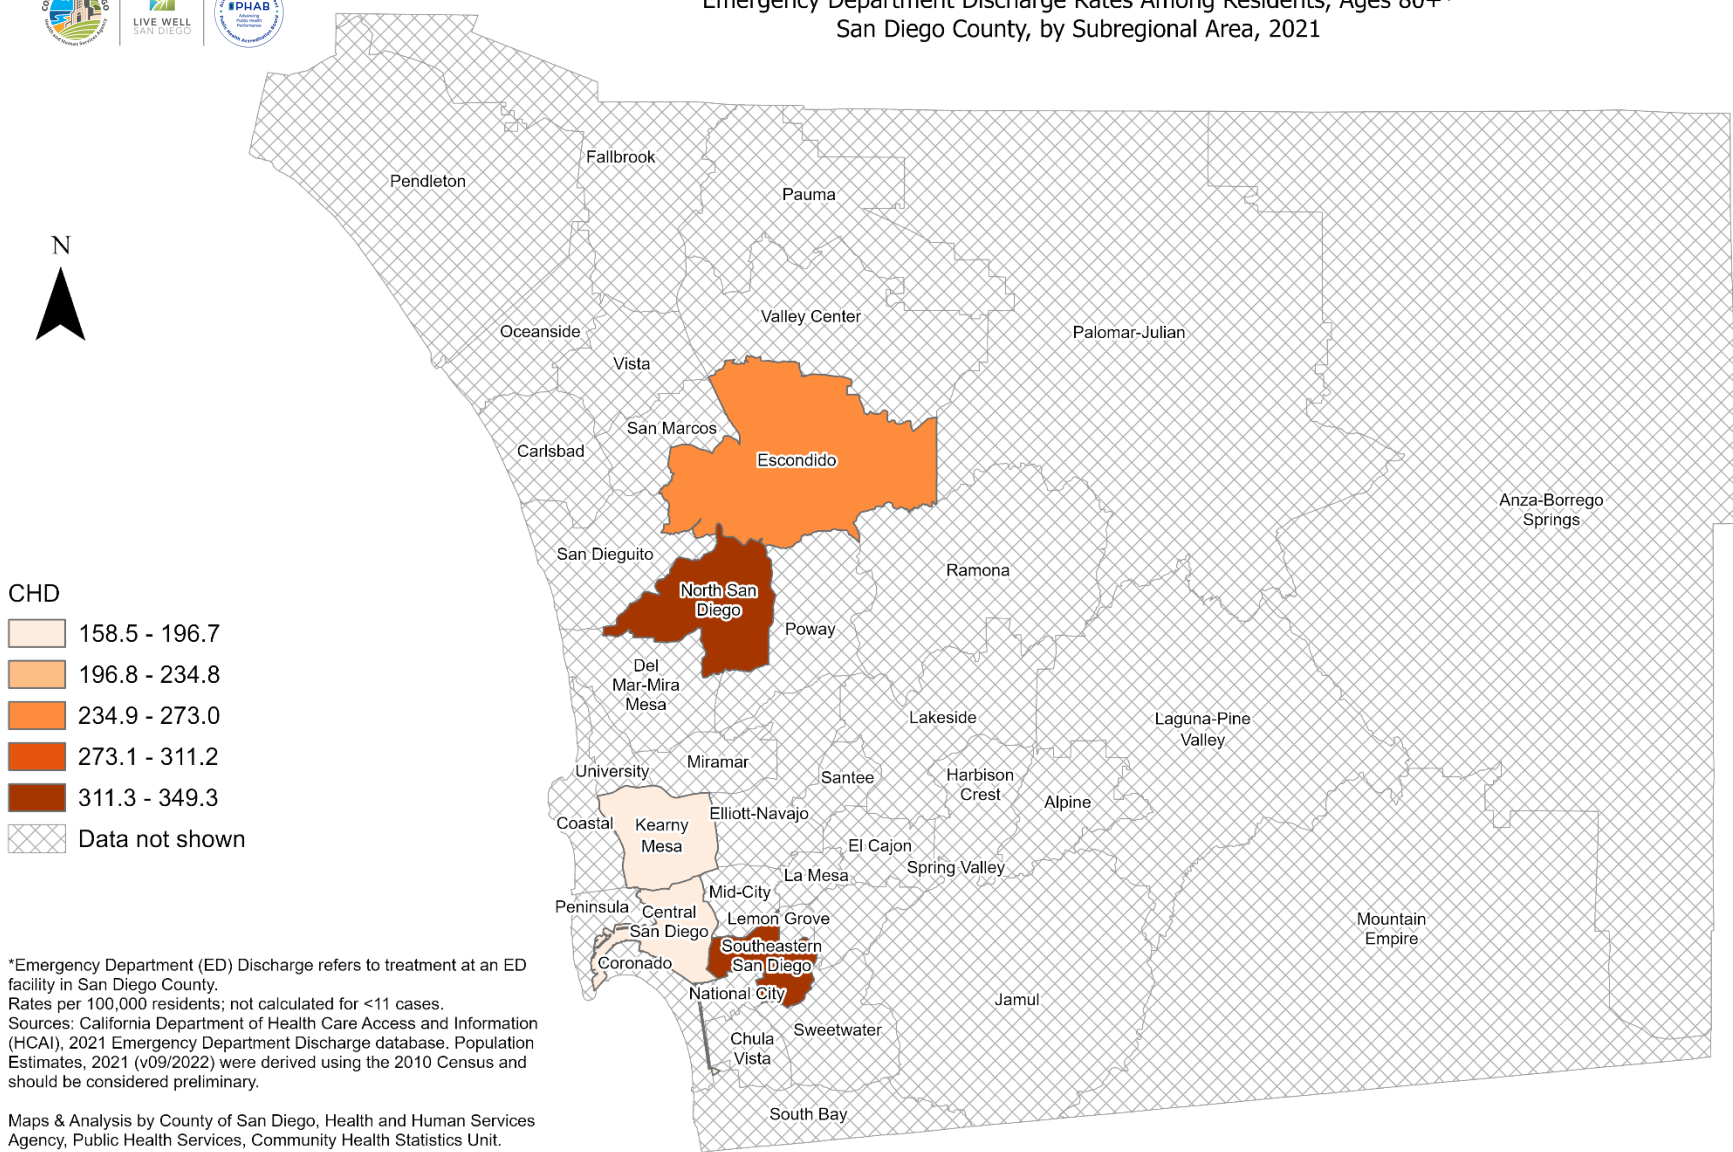 LIVE WELL
SAN DIEGO
PHAB
Advancing
Public Health
Performance
Emergency Department Discharge Rates Among Residents, Ages 80+*
San Diego County, by Subregional Area, 2021
Fallbrook
Pendleton
Pauma
N
Valley Center
Oceanside
Palomar-Julian
Vista
San Marcos
Carlsbad
Escondido
Anza-Borrego
Springs
San Dieguito
Ramona
North San
Diego
Poway
Del
Mar-Mira
Mesa
Lakeside
Laguna-Pine
Valley
Miramar
University
Santee
Harbison
Crest
Alpine
Elliott-Navajo
Coastal
Kearny
Mesa
El Cajon
Spring Valley
La Mesa
Mid-City
Peninsula
Central
San Diego
Lemon Grove
Mountain
Empire
Southeastern
San Diego
Coronado
National City
Jamul
Sweetwater
Chula
Vista
South Bay
CHD
158.5 - 196.7
196.8 - 234.8
234.9 - 273.0
273.1 - 311.2
311.3 - 349.3
Data not shown
*Emergency Department (ED) Discharge refers to treatment at an ED
facility in San Diego County.
Rates per 100,000 residents; not calculated for <11 cases.
Sources: California Department of Health Care Access and Information
(HCAI), 2021 Emergency Department Discharge database. Population
Estimates, 2021 (v09/2022) were derived using the 2010 Census and
should be considered preliminary.
Maps & Analysis by County of San Diego, Health and Human Services
Agency, Public Health Services, Community Health Statistics Unit.